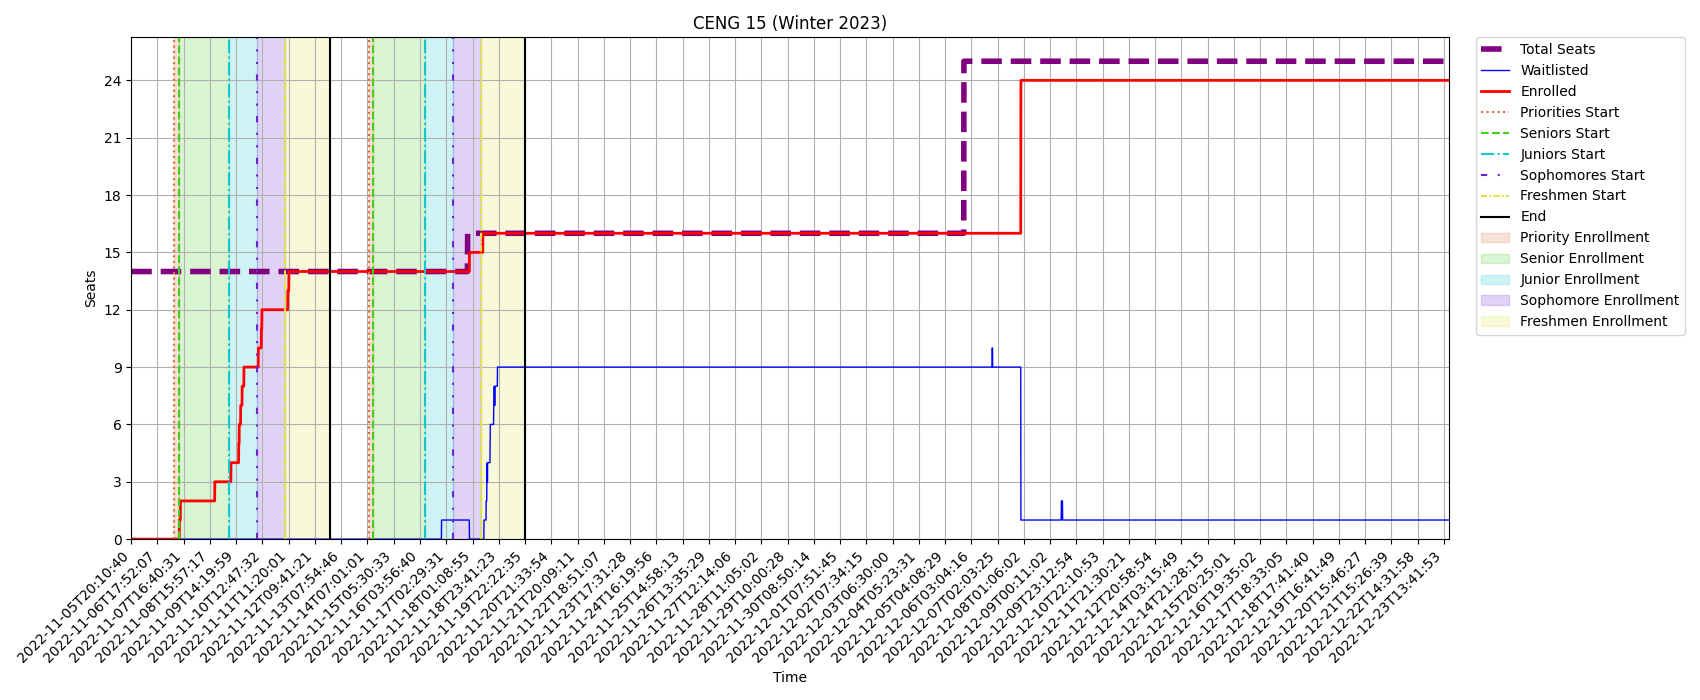 CENG 15 (Winter 2023)
Seats
24
21
18
15
12
9
6
3
0
2022-11-05T20:10:40
2022-11-06T17:52:07
2022-11-07T16:40:31
2022-11-08T15:57:17
2022-11-09T14:19:59
2022-11-10T12:47:32
2022-11-11T11:20:01
2022-11-12T09:41:21
2022-11-13T07:54:46
2022-11-14T07:01:01
2022-11-15T05:30:33
2022-11-16T03:56:40
2022-11-17T02:29:31
2022-11-18T01:08:55
2022-11-18T23:41:23
2022-11-19T22:22:35
2022-11-20T21:33:54
2022-11-21T20:09:11
2022-11-22T18:51:07
2022-11-23T17:31:28
2022-11-24T16:19:56
2022-11-25T14:58:13
2022-11-26T13:35:29
2022-11-27T12:14:06
2022-11-28T11:05:02
2022-11-29T10:00:28
2022-11-30T08:50:14
2022-12-01T07:51:45
2022-12-02T07:34:15
2022-12-03T06:30:00
2022-12-04T05:23:31
2022-12-05T04:08:29
2022-12-06T03:04:16
2022-12-07T02:03:25
2022-12-08T01:06:02
2022-12-09T00:11:02
2022-12-09T23:12:54
2022-12-10T22:10:53
2022-12-11T21:30:21
2022-12-12T20:58:54
2022-12-14T03:15:49
2022-12-14T21:28:15
2022-12-15T20:25:01
2022-12-16T19:35:02
2022-12-17T18:33:05
2022-12-18T17:41:40
2022-12-19T16:41:49
2022-12-20T15:46:27
2022-12-21T15:26:39
2022-12-22T14:31:58
2022-12-23T13:41:53
Time
Total Seats
Waitlisted
Enrolled
Priorities Start
Seniors Start
Juniors Start
Sophomores Start
Freshmen Start
End
Priority Enrollment
Senior Enrollment
Junior Enrollment
Sophomore Enrollment
Freshmen Enrollment